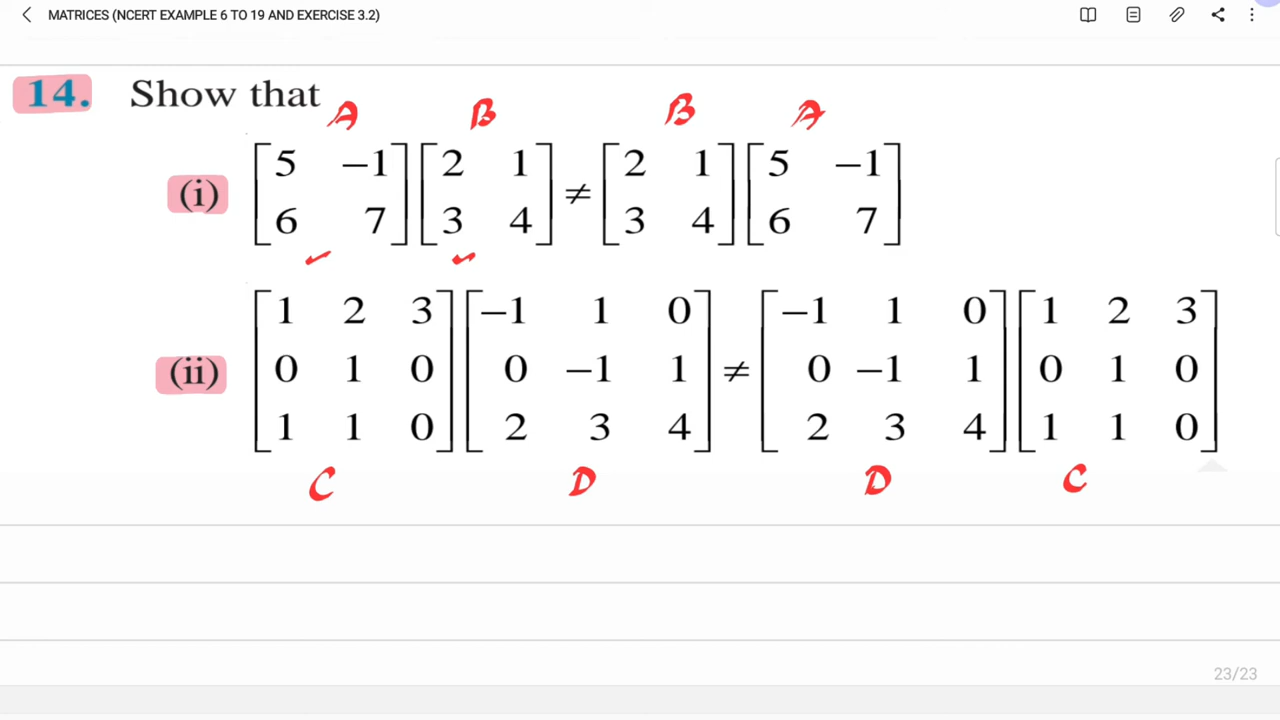 MATRICES (NCERT EXAMPLE 6 TO 19 AND EXERCISE 3.2)
14. Show that
A B B A
(i) [5 −1] [2 1] ≠ [2 1] [5 −1]
[6 7] [3 4] [3 4] [6 7]
(ii) [1 2 3] [−1 1 0] ≠ [−1 1 0] [1 2 3]
[0 1 0] [0 −1 1] [0 −1 1] [0 1 0]
[1 1 0] [2 3 4] [2 3 4] [1 1 0]
C D D C
23/23